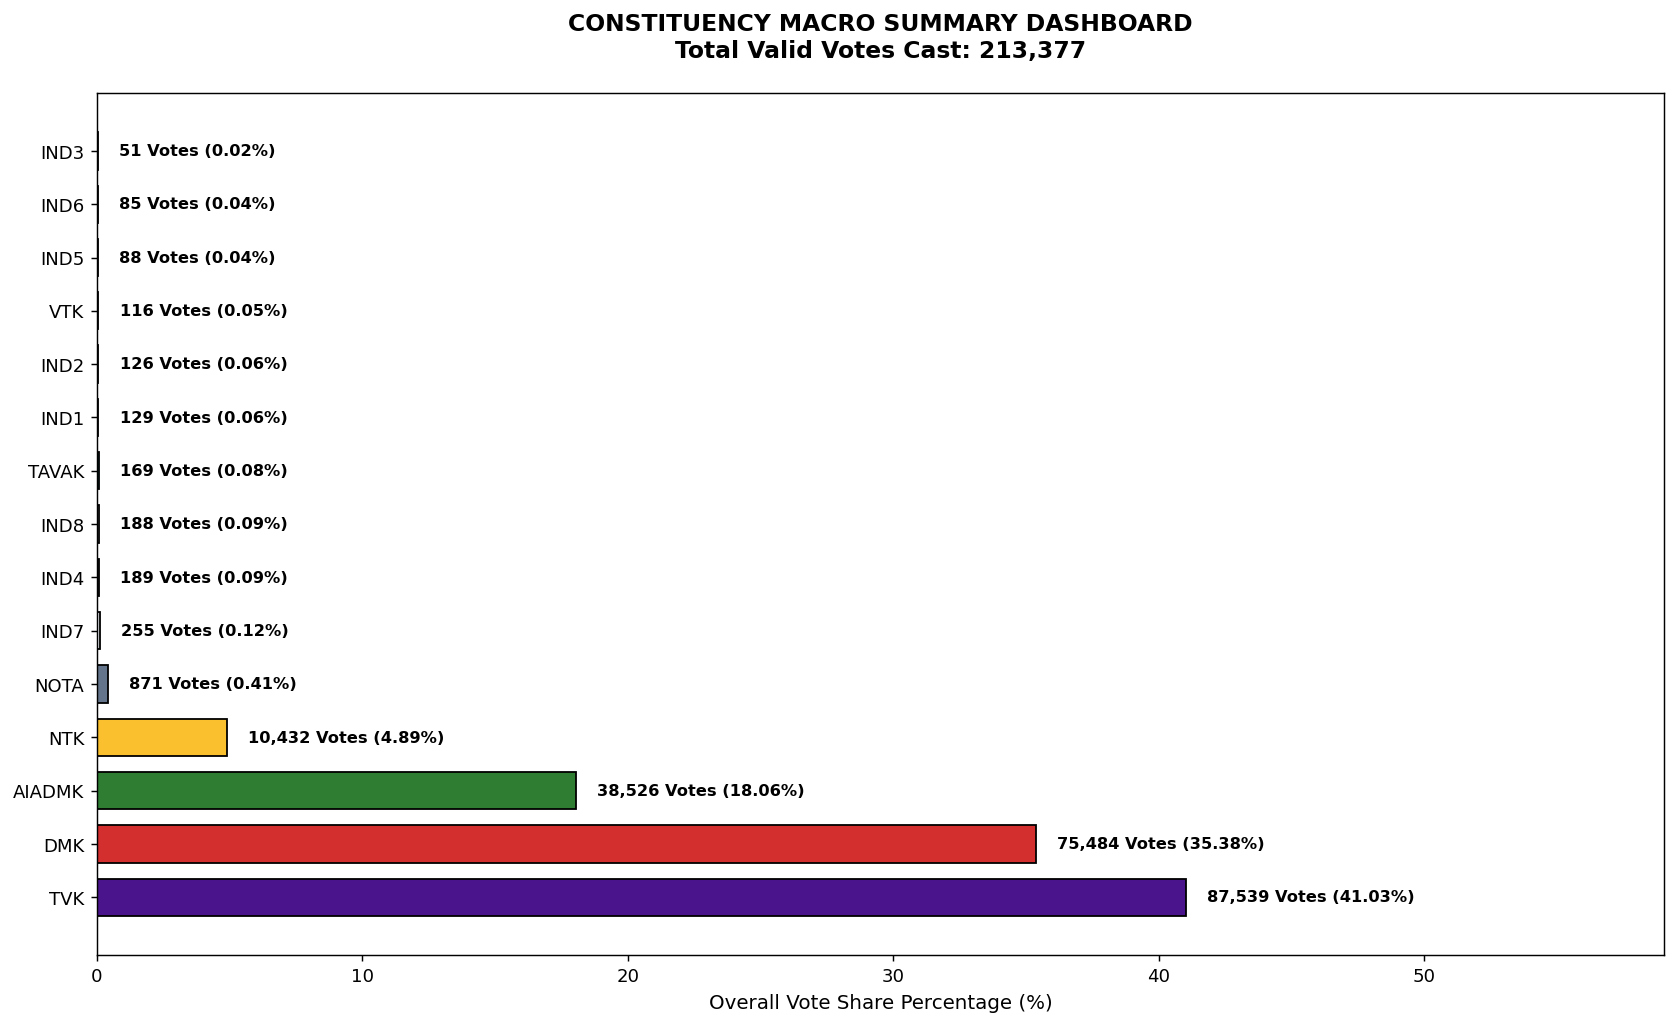 CONSTITUENCY MACRO SUMMARY DASHBOARD
Total Valid Votes Cast: 213,377
IND3 51 Votes (0.02%)
IND6 85 Votes (0.04%)
IND5 88 Votes (0.04%)
VTK 116 Votes (0.05%)
IND2 126 Votes (0.06%)
IND1 129 Votes (0.06%)
TAVAK 169 Votes (0.08%)
IND8 188 Votes (0.09%)
IND4 189 Votes (0.09%)
IND7 255 Votes (0.12%)
NOTA 871 Votes (0.41%)
NTK 10,432 Votes (4.89%)
AIADMK 38,526 Votes (18.06%)
DMK 75,484 Votes (35.38%)
TVK 87,539 Votes (41.03%)
0 10 20 30 40 50
Overall Vote Share Percentage (%)